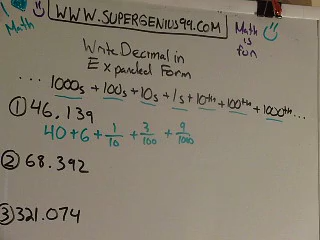 I
Math
WWW.SUPERGENIUS99.COM
Math
is
fun
Write Decimal in
Expanded Form
... 1000s + 100s + 10s + 1s + 10ths + 100ths + 1000ths ...
① 46.139
40 + 6 + 1/10 + 3/100 + 9/1000
② 68.392
③ 321.074